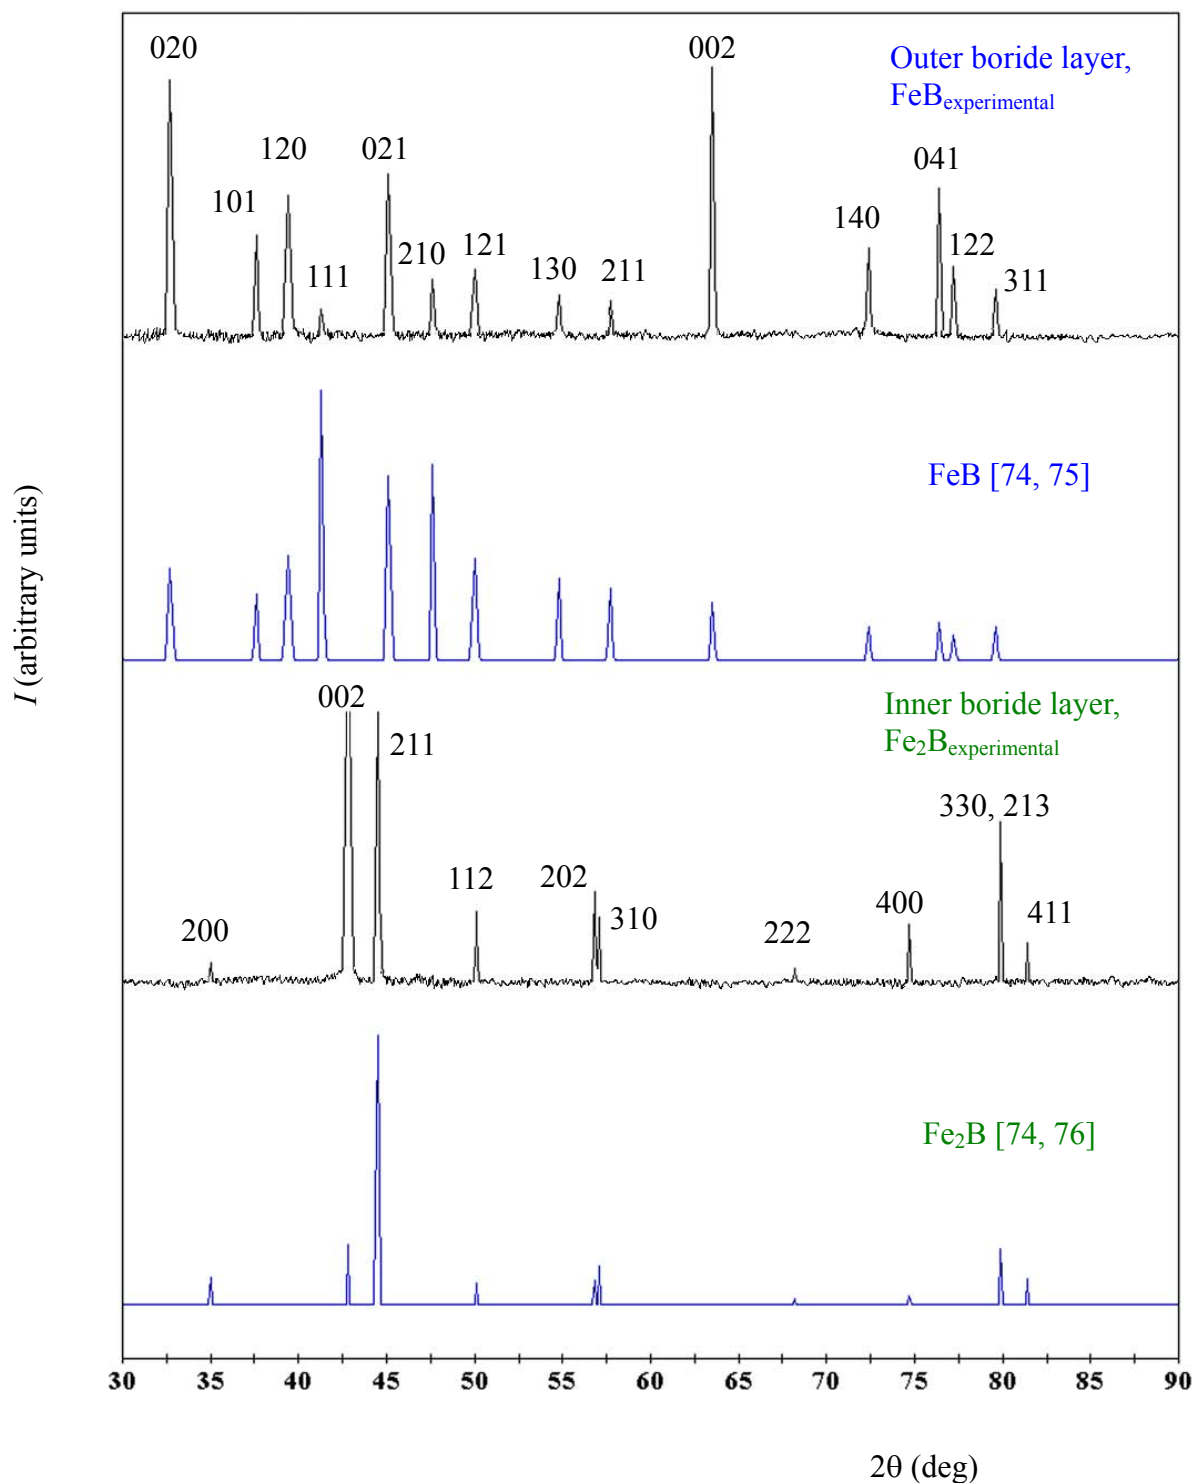 020
002
Outer boride layer,
FeBexperimental
120
021
041
101
111
210
121
130
211
140
122
311
FeB [74, 75]
I (arbitrary units)
002
211
Inner boride layer,
Fe₂Bexperimental
330, 213
200
112
202
310
222
400
411
Fe₂B [74, 76]
30 35 40 45 50 55 60 65 70 75 80 85 90
2θ (deg)